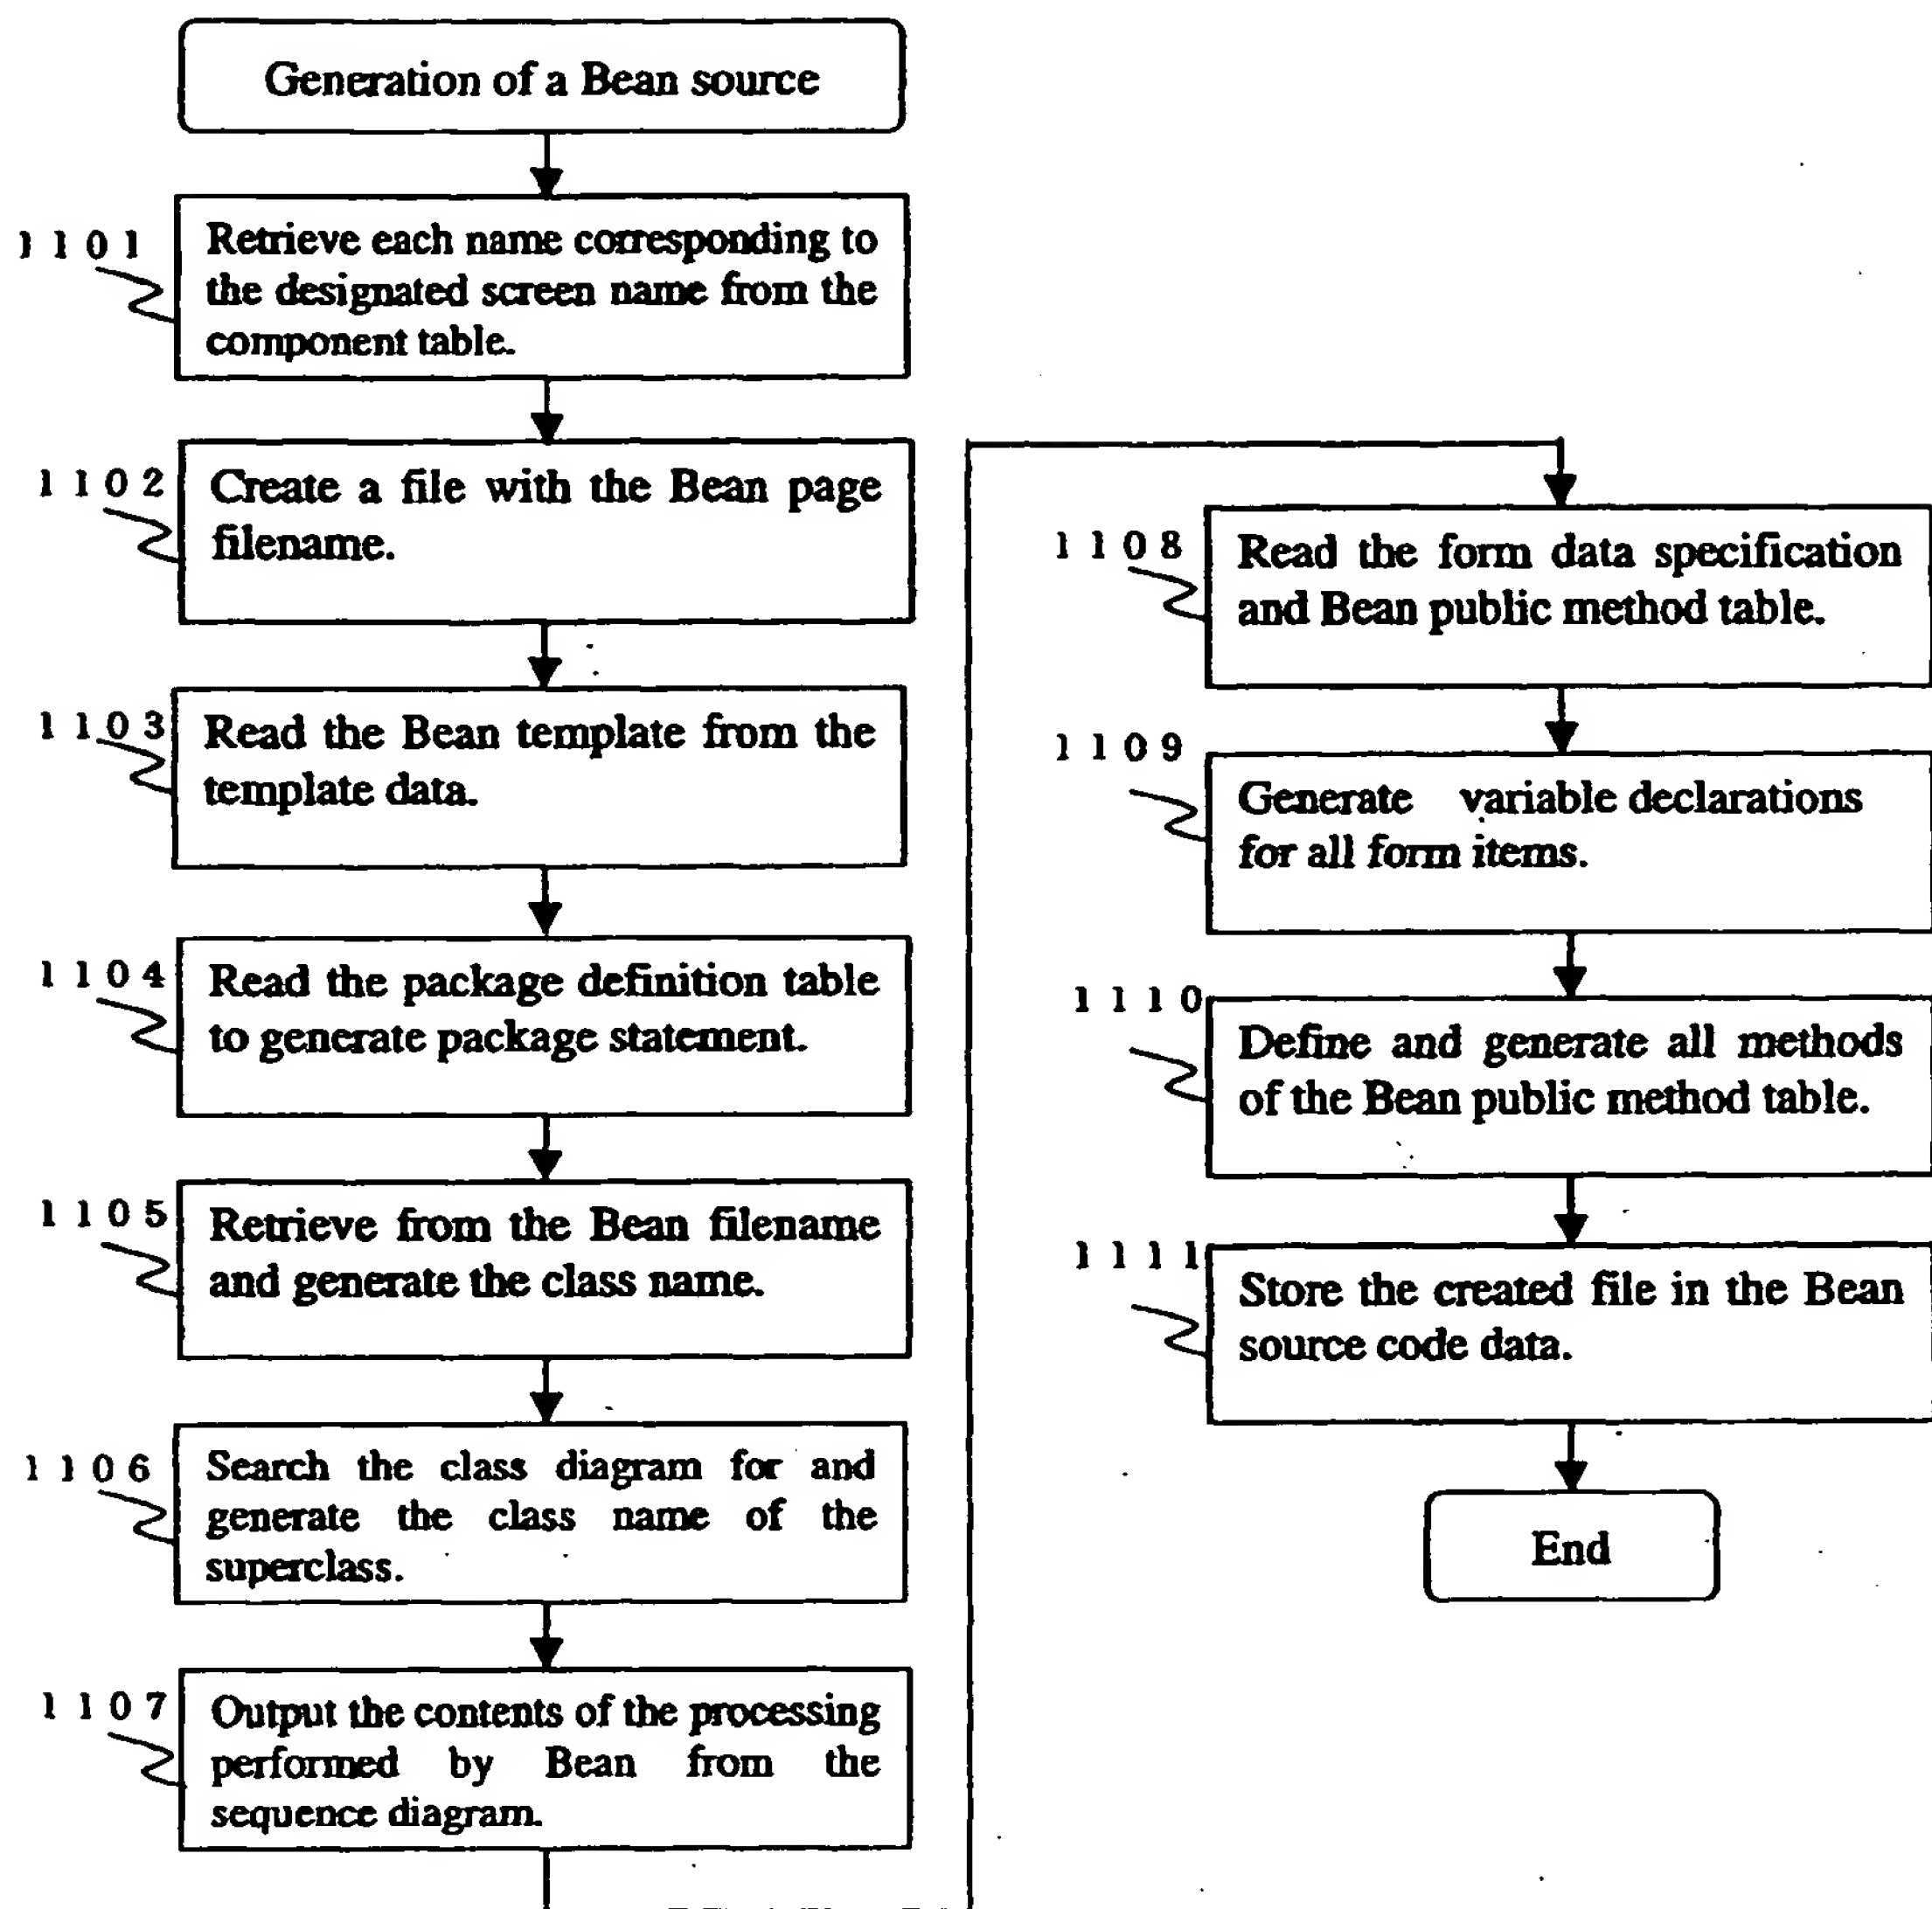 Generation of a Bean source
1101
Retrieve each name corresponding to
the designated screen name from the
component table.
1102
Create a file with the Bean page
filename.
1103
Read the Bean template from the
template data.
1104
Read the package definition table
to generate package statement.
1105
Retrieve from the Bean filename
and generate the class name.
1106
Search the class diagram for and
generate the class name of the
superclass.
1107
Output the contents of the processing
performed by Bean from the
sequence diagram.
1108
Read the form data specification
and Bean public method table.
1109
Generate variable declarations
for all form items.
1110
Define and generate all methods
of the Bean public method table.
1111
Store the created file in the Bean
source code data.
End